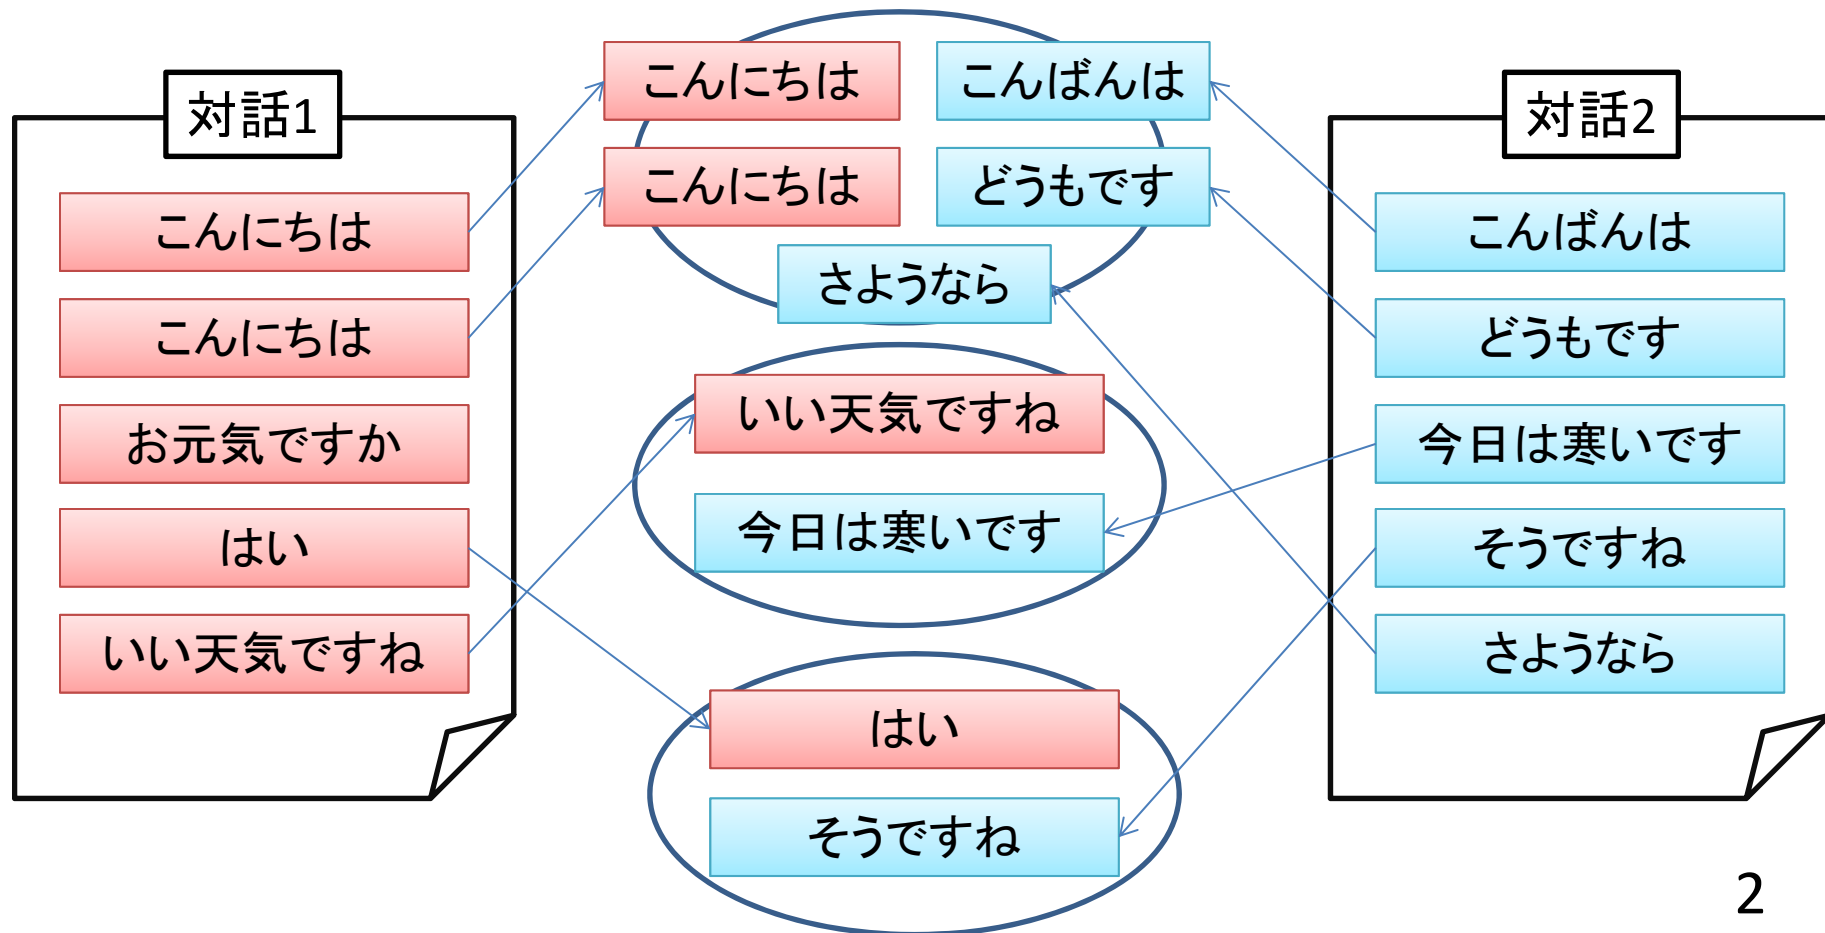 対話1
こんにちは
こんにちは
お元気ですか
はい
いい天気ですね
こんにちは
こんばんは
こんにちは
どうもです
さようなら
いい天気ですね
今日は寒いです
はい
そうですね
対話2
こんばんは
どうもです
今日は寒いです
そうですね
さようなら
2